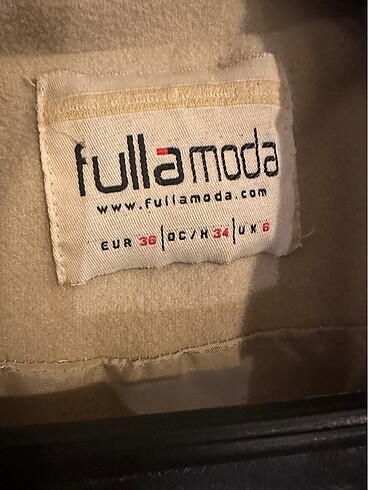 fullamoda
www.fullamoda.com
EUR 36 | DC/H 34 | UK 6